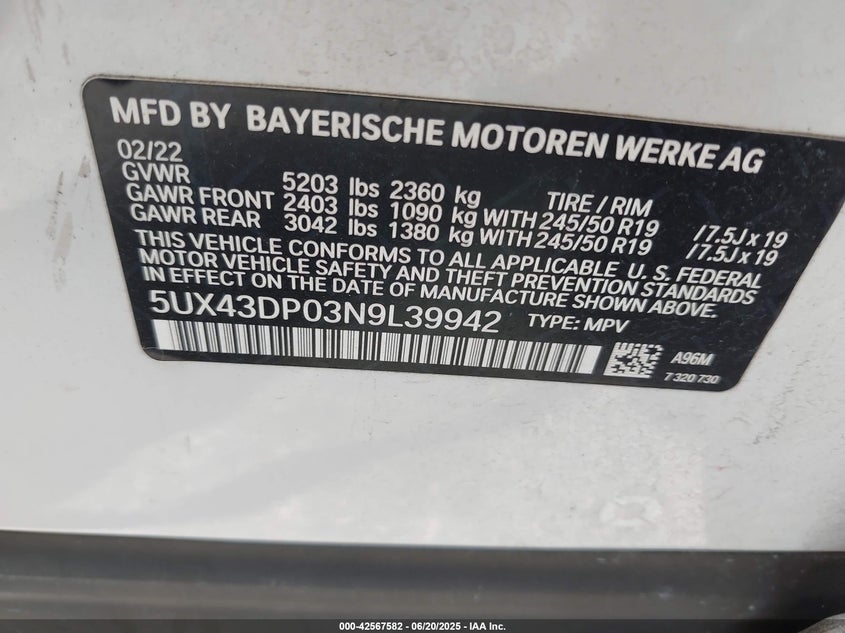 MFD BY BAYERISCHE MOTOREN WERKE AG
02/22
GVWR 5203 lbs 2360 kg TIRE / RIM
GAWR FRONT 2403 lbs 1090 kg WITH 245/50 R19 /7.5J x 19
GAWR REAR 3042 lbs 1380 kg WITH 245/50 R19 /7.5J x 19
THIS VEHICLE CONFORMS TO ALL APPLICABLE U. S. FEDERAL
MOTOR VEHICLE SAFETY AND THEFT PREVENTION STANDARDS
IN EFFECT ON THE DATE OF MANUFACTURE SHOWN ABOVE.
5UX43DP03N9L39942 TYPE: MPV
A96M
7 320 730
000-42567582 / 06/20/2025 - IAA Inc.